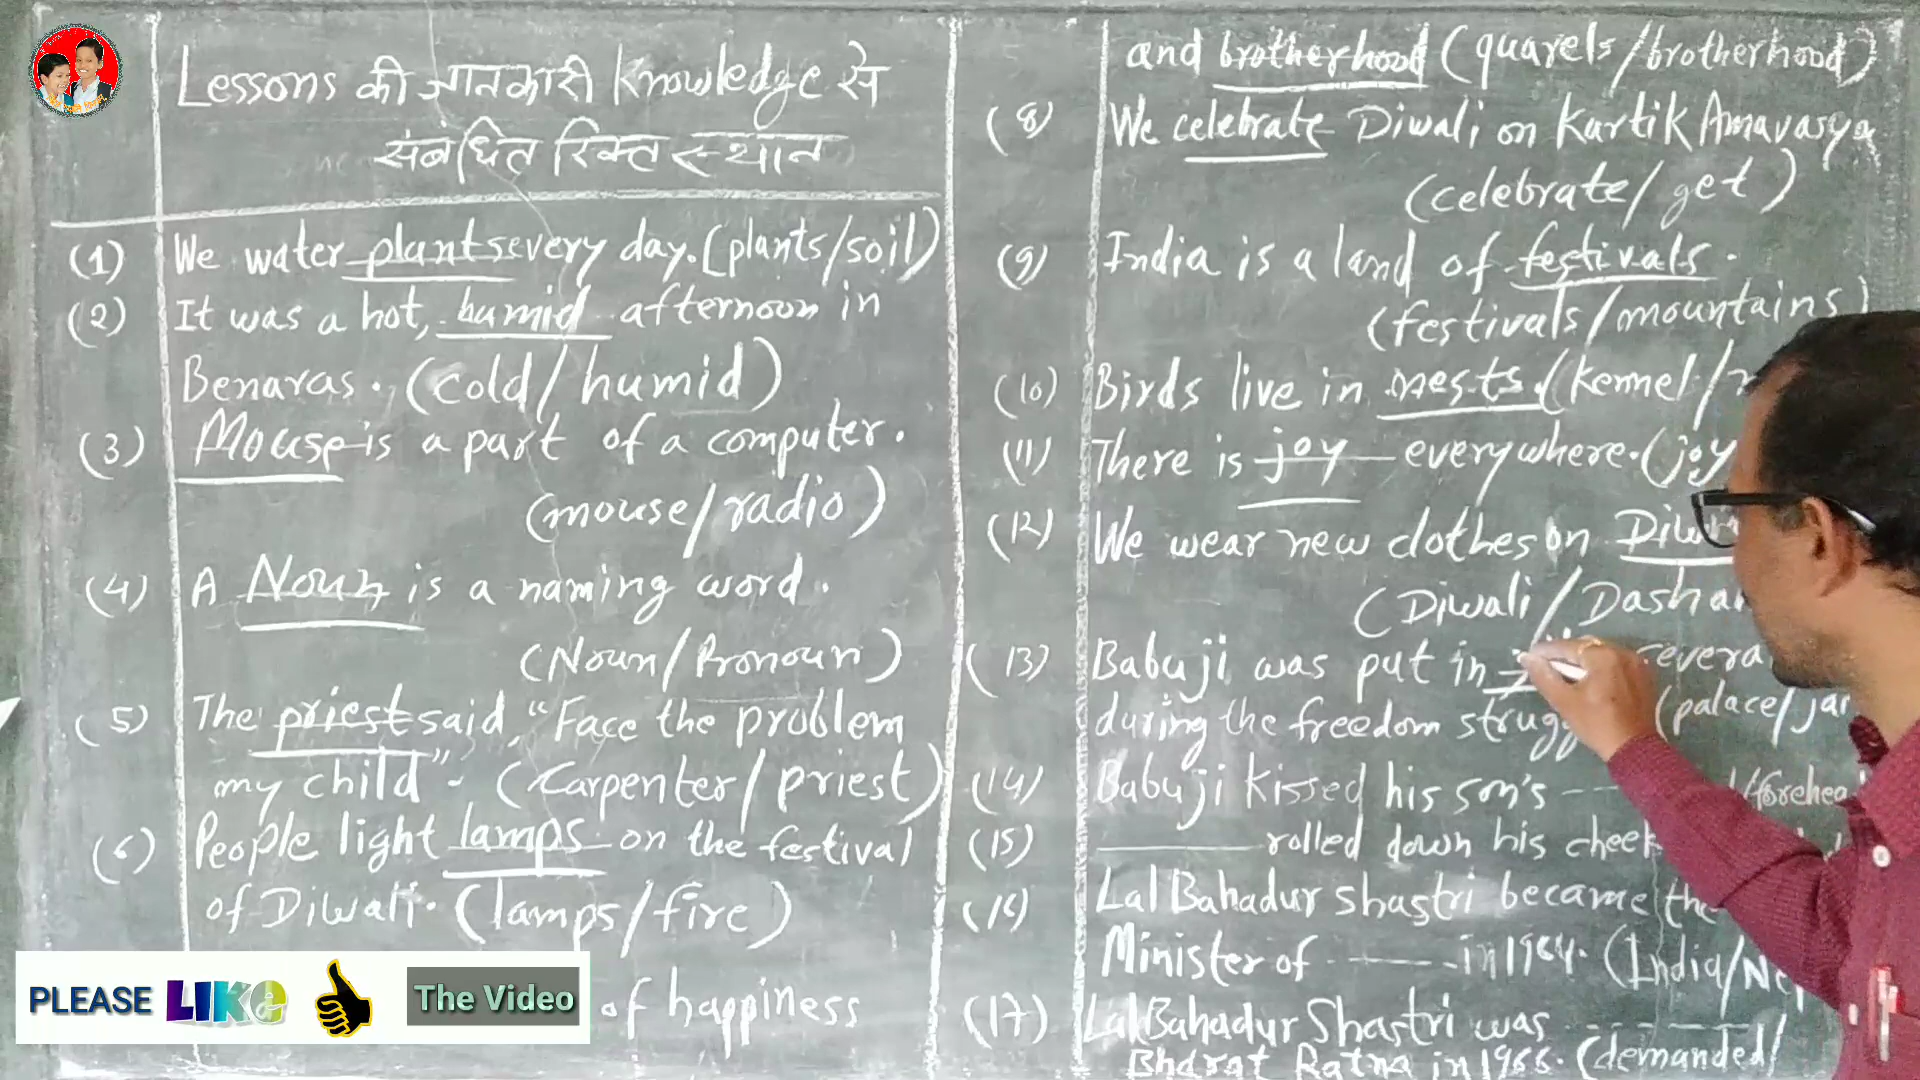 Lessons की जानकारी knowledge से
संबंधित रिक्त स्थान
(1) We water plants every day. (plants/soil)
(2) It was a hot, humid afternoon in
Benaras. (cold/humid)
(3) Mouse is a part of a computer.
(mouse/radio)
(4) A Noun is a naming word.
(Noun/Pronoun)
(5) The priest said, "Face the problem
my child". (Carpenter/priest)
(6) People light lamps on the festival
of Diwali. (lamps/fire)
of happiness
PLEASE LIKE The Video
and brotherhood (quarels/brotherhood)
(8) We celebrate Diwali on Kartik Amavasya
(celebrate/get)
(9) India is a land of festivals.
(festivals/mountains)
(10) Birds live in nests. (Kennel/
(11) There is joy everywhere. (joy
(12) We wear new clothes on
(Diwali/
(13) Babuji was put in
during the freedom (palace/
(14) Babuji kissed his son's
(15) ______ rolled down his
(16) Lal Bahadur Shastri became the
Minister of ------ in 1964. (India/
(17) Lal Bahadur Shastri was ------
Bharat Ratna in 1966. (demanded/